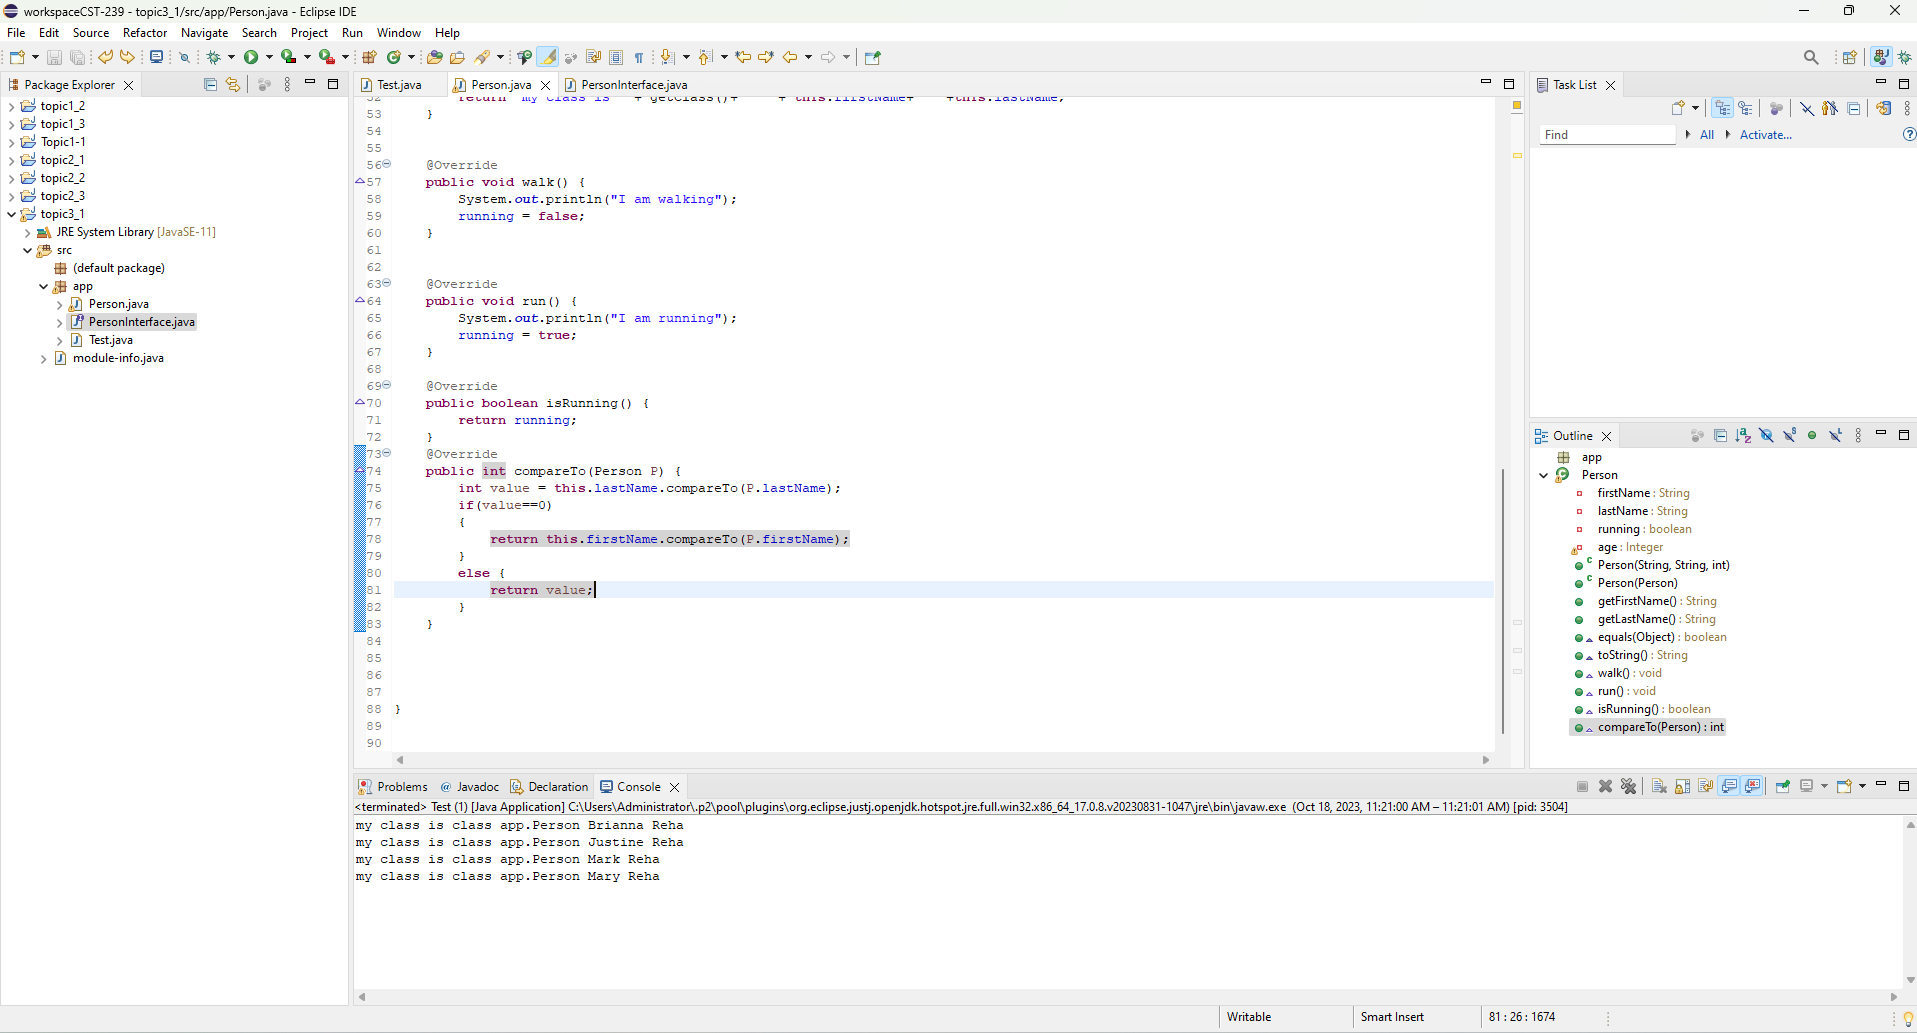 workspaceCST-239 - topic3_1/src/app/Person.java - Eclipse IDE
File Edit Source Refactor Navigate Search Project Run Window Help
Package Explorer
topic1_2
topic1_3
Topic1-1
topic2_1
topic2_2
topic2_3
topic3_1
JRE System Library [JavaSE-11]
src
(default package)
app
Person.java
PersonInterface.java
Test.java
module-info.java
Test.java Person.java PersonInterface.java
52 return "my class is " + getClass()+ " " + this.firstName+ " " +this.lastName;
53 }
54
55
56 @Override
57 public void walk() {
58 System.out.println("I am walking");
59 running = false;
60 }
61
62
63 @Override
64 public void run() {
65 System.out.println("I am running");
66 running = true;
67 }
68
69 @Override
70 public boolean isRunning() {
71 return running;
72 }
73 @Override
74 public int compareTo(Person P) {
75 int value = this.lastName.compareTo(P.lastName);
76 if(value==0)
77 {
78 return this.firstName.compareTo(P.firstName);
79 }
80 else {
81 return value;
82 }
83 }
84
85
86
87
88 }
89
90
Task List
Find All Activate...
Outline
app
Person
firstName : String
lastName : String
running : boolean
age : Integer
Person(String, String, int)
Person(Person)
getFirstName() : String
getLastName() : String
equals(Object) : boolean
toString() : String
walk() : void
run() : void
isRunning() : boolean
compareTo(Person) : int
Problems Javadoc Declaration Console
<terminated> Test (1) [Java Application] C:\Users\Administrator\.p2\pool\plugins\org.eclipse.justj.openjdk.hotspot.jre.full.win32.x86_64_17.0.8.v20230831-1047\jre\bin\javaw.exe (Oct 18, 2023, 11:21:00 AM – 11:21:01 AM) [pid: 3504]
my class is class app.Person Brianna Reha
my class is class app.Person Justine Reha
my class is class app.Person Mark Reha
my class is class app.Person Mary Reha
Writable Smart Insert 81 : 26 : 1674